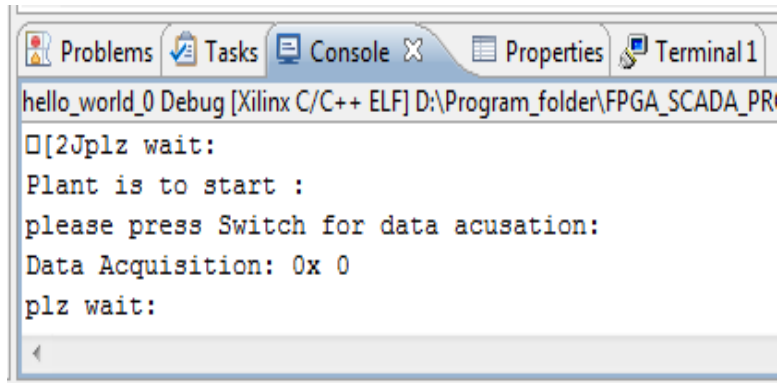 Problems Tasks Console Properties Terminal 1
hello_world_0 Debug [Xilinx C/C++ ELF] D:\Program_folder\FPGA_SCADA_PR
[2Jplz wait:
Plant is to start :
please press Switch for data acusation:
Data Acquisition: 0x 0
plz wait: